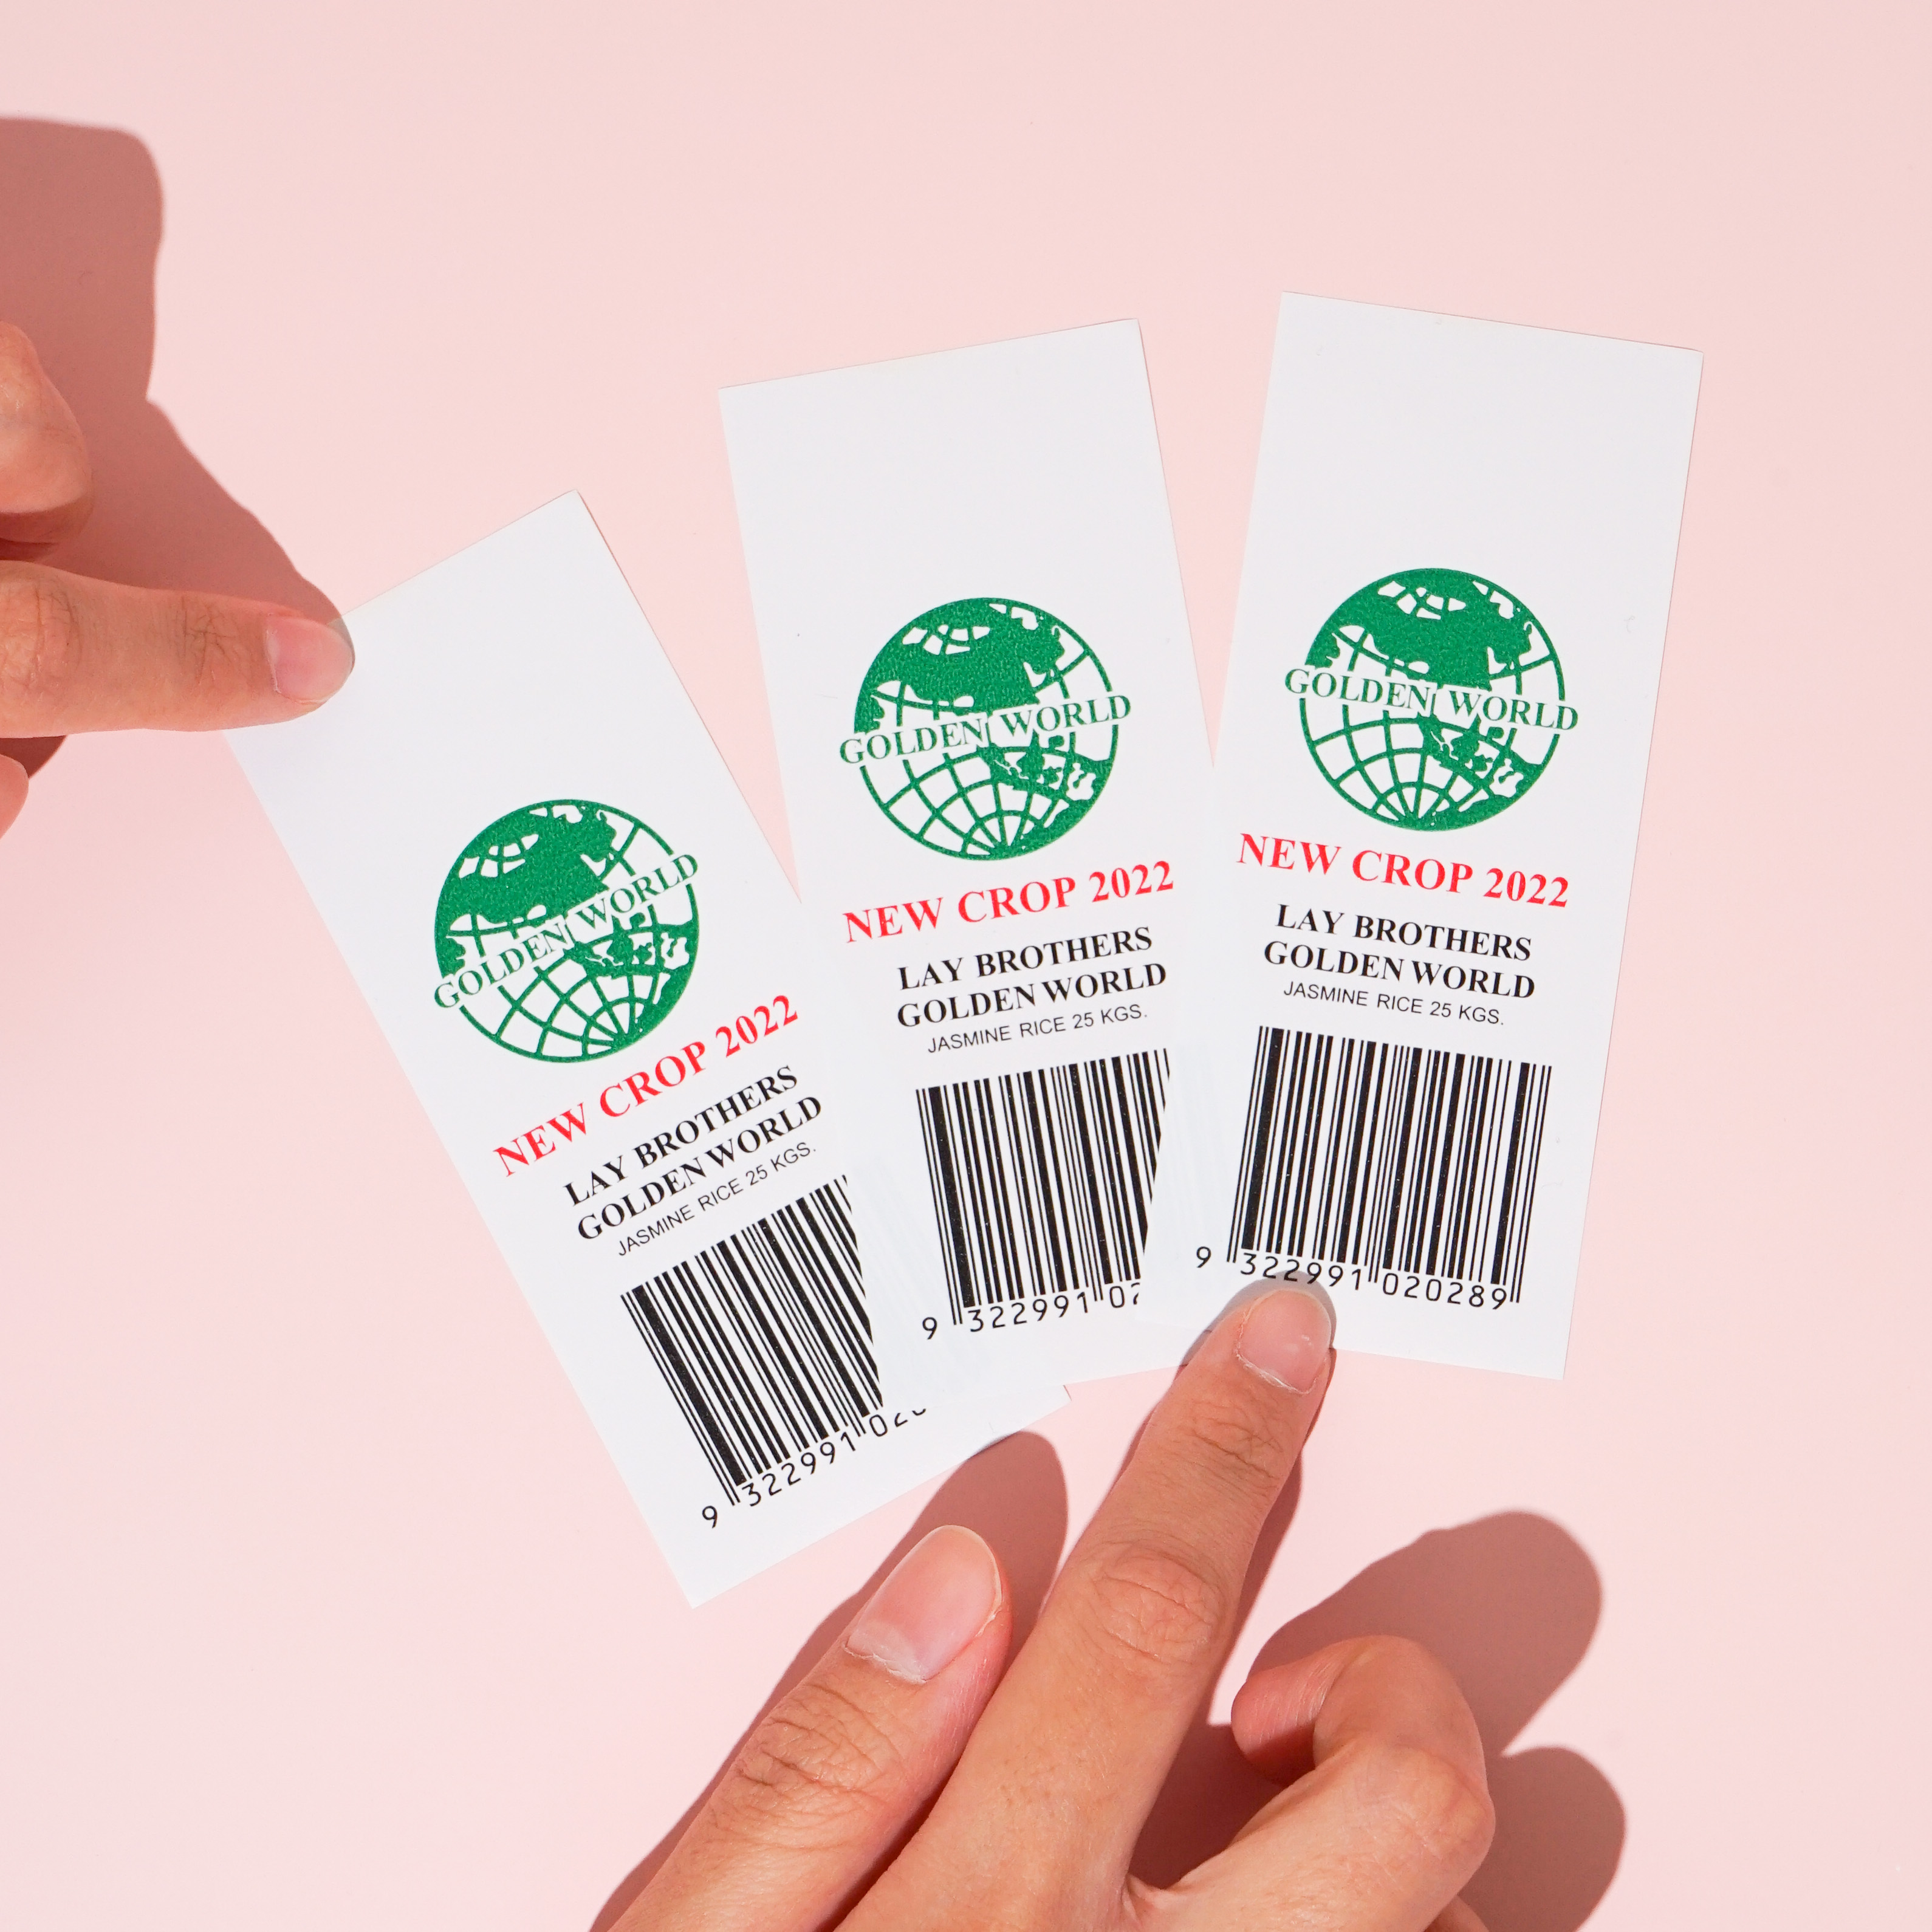 GOLDEN WORLD
NEW CROP 2022
LAY BROTHERS
GOLDEN WORLD
JASMINE RICE 25 KGS.
9 322991 02
GOLDEN WORLD
NEW CROP 2022
LAY BROTHERS
GOLDEN WORLD
JASMINE RICE 25 KGS.
9 322991 0
GOLDEN WORLD
NEW CROP 2022
LAY BROTHERS
GOLDEN WORLD
JASMINE RICE 25 KGS.
9 322991 020289